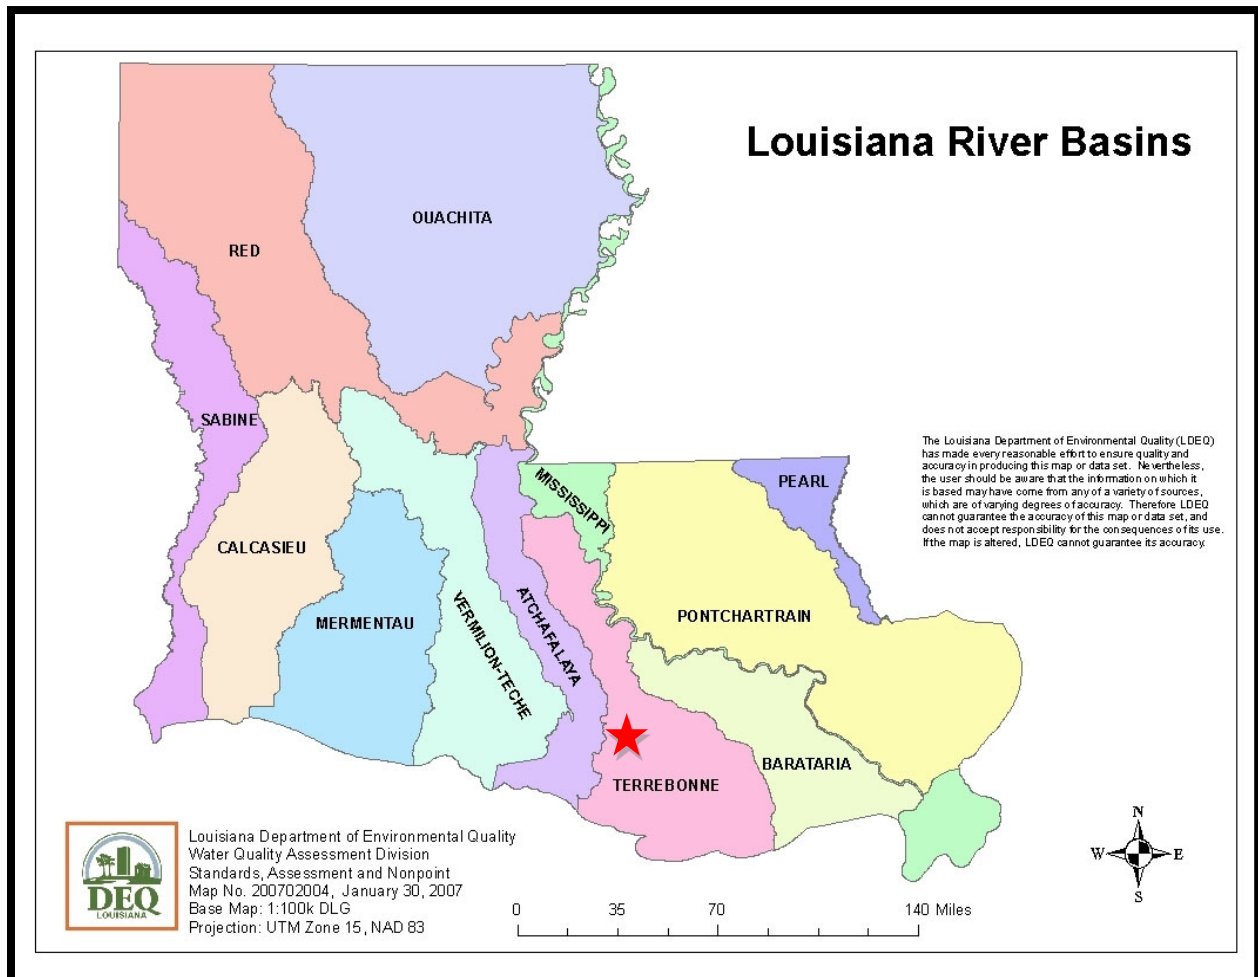 Louisiana River Basins
OUACHITA
RED
SABINE
CALCASIEU
MERMENTAU
VERMILION-TECHE
ATCHAFALAYA
MISSISSIPPI
PEARL
PONTCHARTRAIN
BARATARIA
TERREBONNE
The Louisiana Department of Environmental Quality (LDEQ)
has made every reasonable effort to ensure quality and
accuracy in producing this map or data set. Nevertheless,
the user should be aware that the information on which it
is based may have come from any of a variety of sources,
which are of varying degrees of accuracy. Therefore LDEQ
cannot guarantee the accuracy of this map or data set, and
does not accept responsibility for the consequences of its use.
If the map is altered, LDEQ cannot guarantee its accuracy.
DEQ
LOUISIANA
Louisiana Department of Environmental Quality
Water Quality Assessment Division
Standards, Assessment and Nonpoint
Map No. 200702004, January 30, 2007
Base Map: 1:100k DLG
Projection: UTM Zone 15, NAD 83
0 35 70 140 Miles
N
W E
S